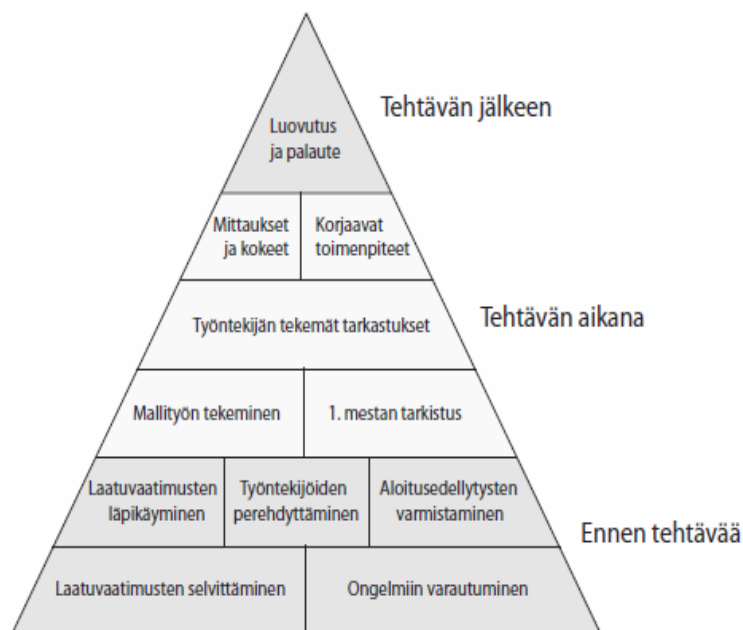 Luovutus
ja palaute
Tehtävän jälkeen
Mittaukset
ja kokeet
Korjaavat
toimenpiteet
Työntekijän tekemät tarkastukset
Tehtävän aikana
Mallityön tekeminen
1. mestan tarkistus
Laatuvaatimusten
läpikäyminen
Työntekijöiden
perehdyttäminen
Aloitusedellytysten
varmistaminen
Ennen tehtävää
Laatuvaatimusten selvittäminen
Ongelmiin varautuminen